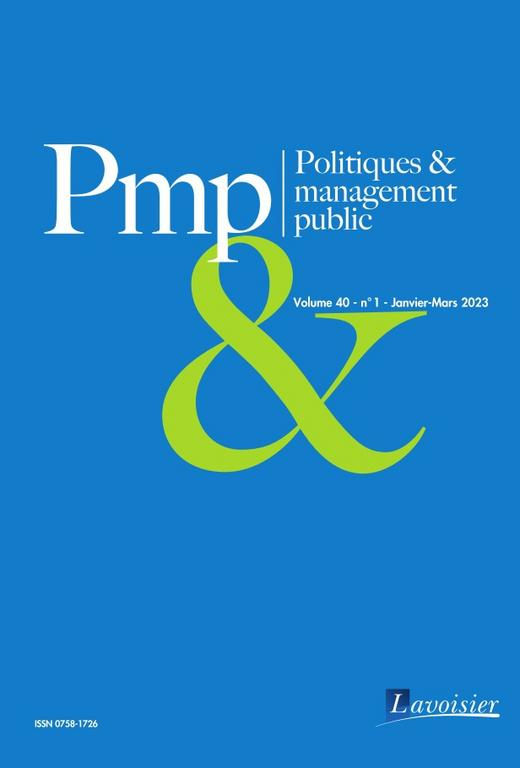 Pmp
Politiques &
management
public
&
Volume 40 - n° 1 - Janvier-Mars 2023
Lavoisier
ISSN 0758-1726